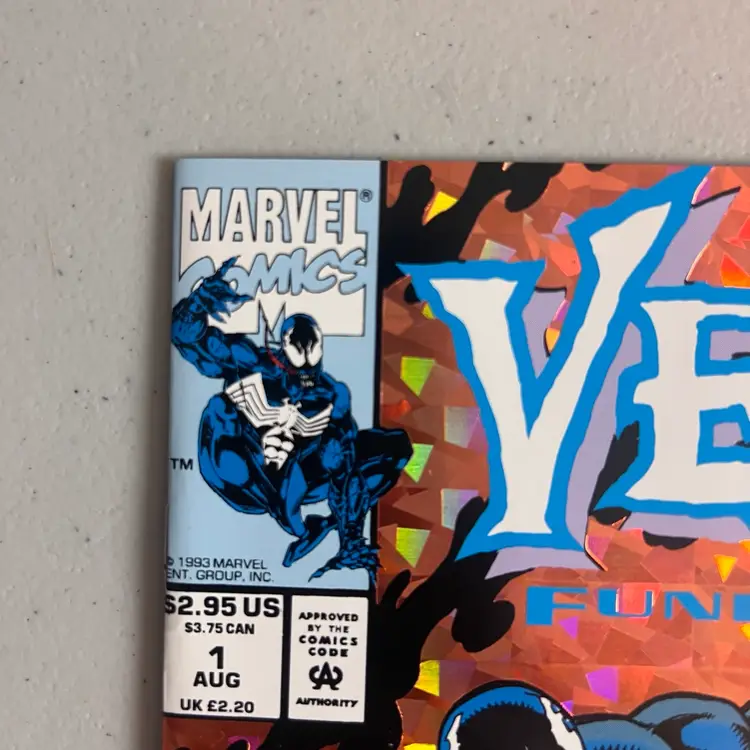 MARVEL®
COMICS
M
VE
FUN
TM
© 1993 MARVEL
ENT. GROUP, INC.
$2.95 US
$3.75 CAN
1
AUG
UK £2.20
APPROVED
BY THE
COMICS
CODE
A
AUTHORITY